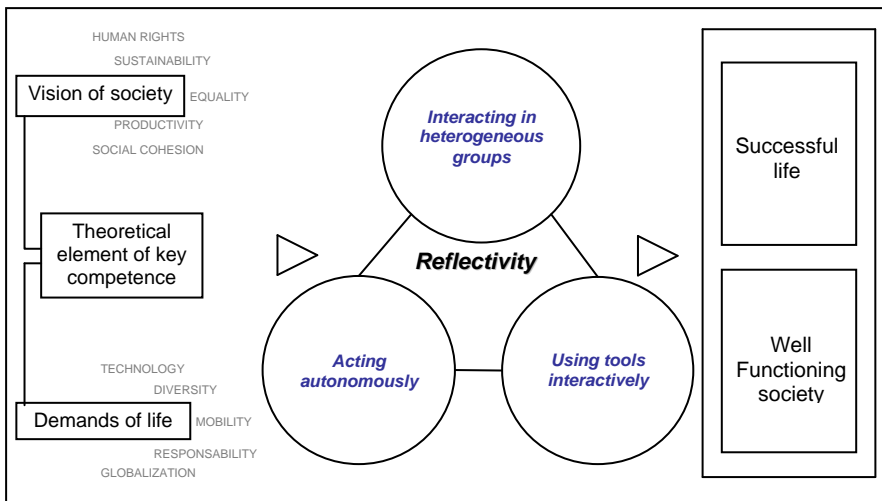 HUMAN RIGHTS
SUSTAINABILITY
Vision of society
EQUALITY
PRODUCTIVITY
SOCIAL COHESION
Theoretical
element of key
competence
TECHNOLOGY
DIVERSITY
Demands of life
MOBILITY
RESPONSABILITY
GLOBALIZATION
Interacting in
heterogeneous
groups
Reflectivity
Acting
autonomously
Using tools
interactively
Successful
life
Well
Functioning
society